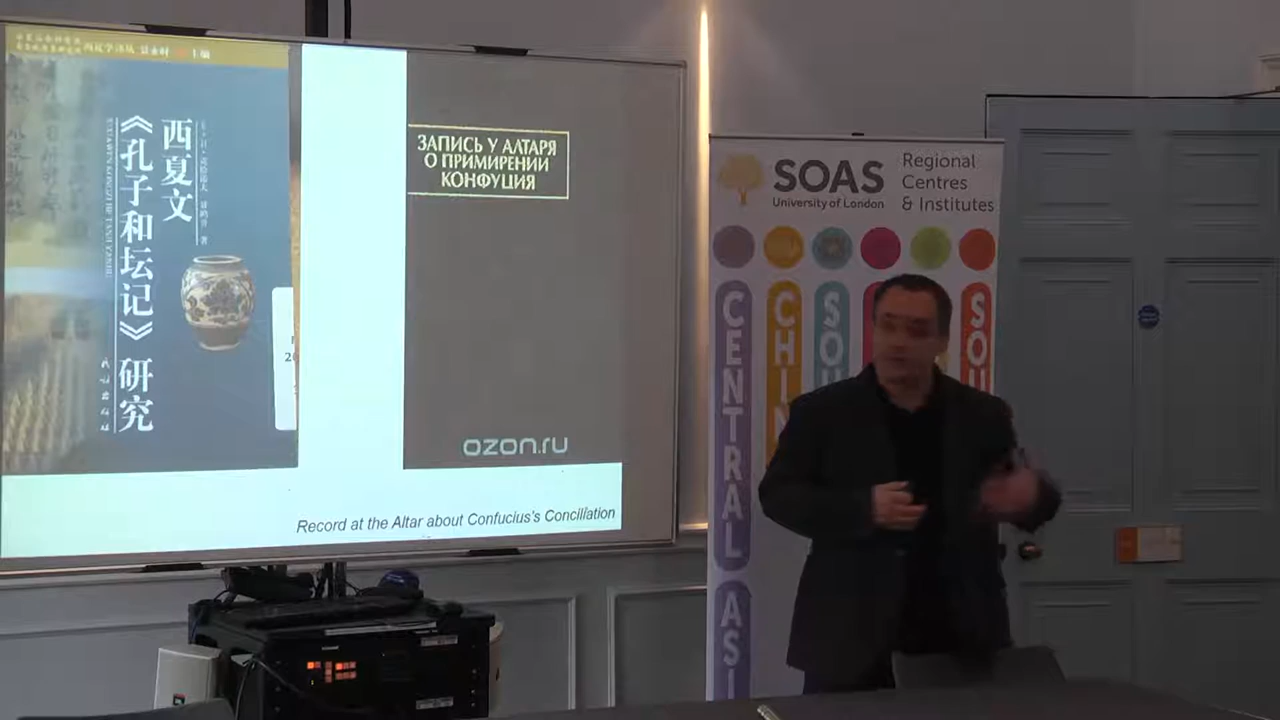 西夏文
《孔子和坛记》研究
ЗАПИСЬ У АЛТАРЯ
О ПРИМИРЕНИИ
КОНФУЦИЯ
ozon.ru
Record at the Altar about Confucius's Conciliation
SOAS
University of London
Regional
Centres
& Institutes
CENTRAL ASI
CHIN
SOU
SOU